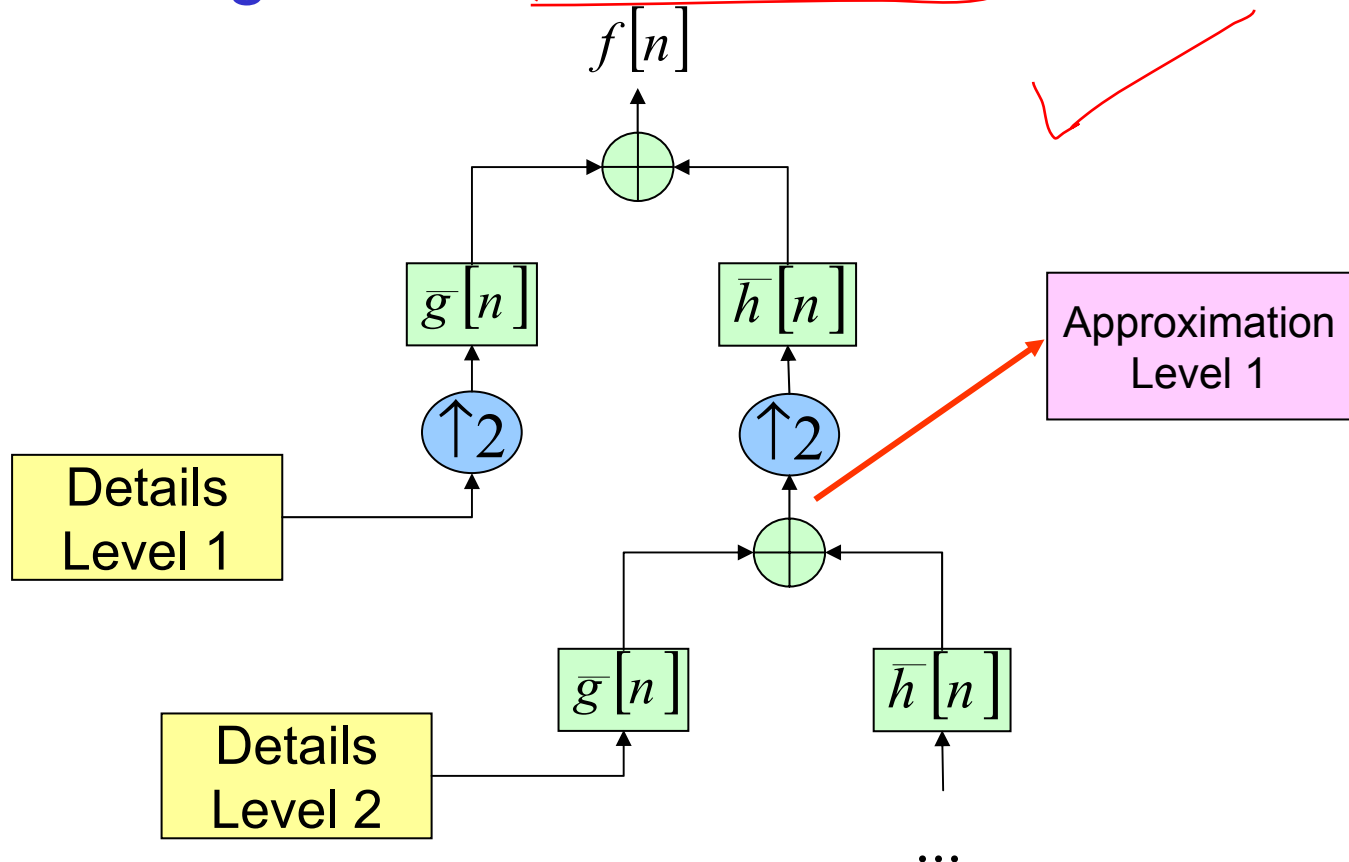 f[n]
g̅[n]
h̅[n]
Approximation
Level 1
↑2
↑2
Details
Level 1
g̅[n]
h̅[n]
Details
Level 2
...